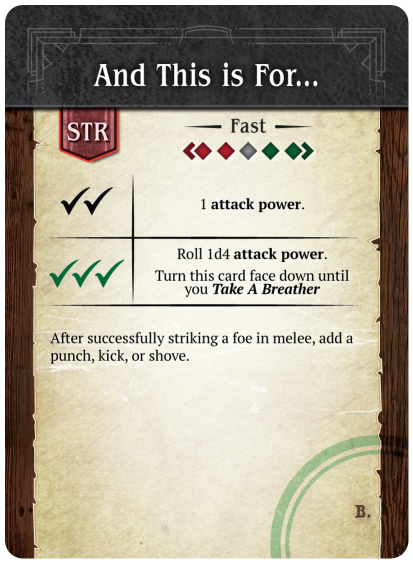 And This is For...
STR
Fast
1 attack power.
Roll 1d4 attack power.
Turn this card face down until
you Take A Breather
After successfully striking a foe in melee, add a
punch, kick, or shove.
B.